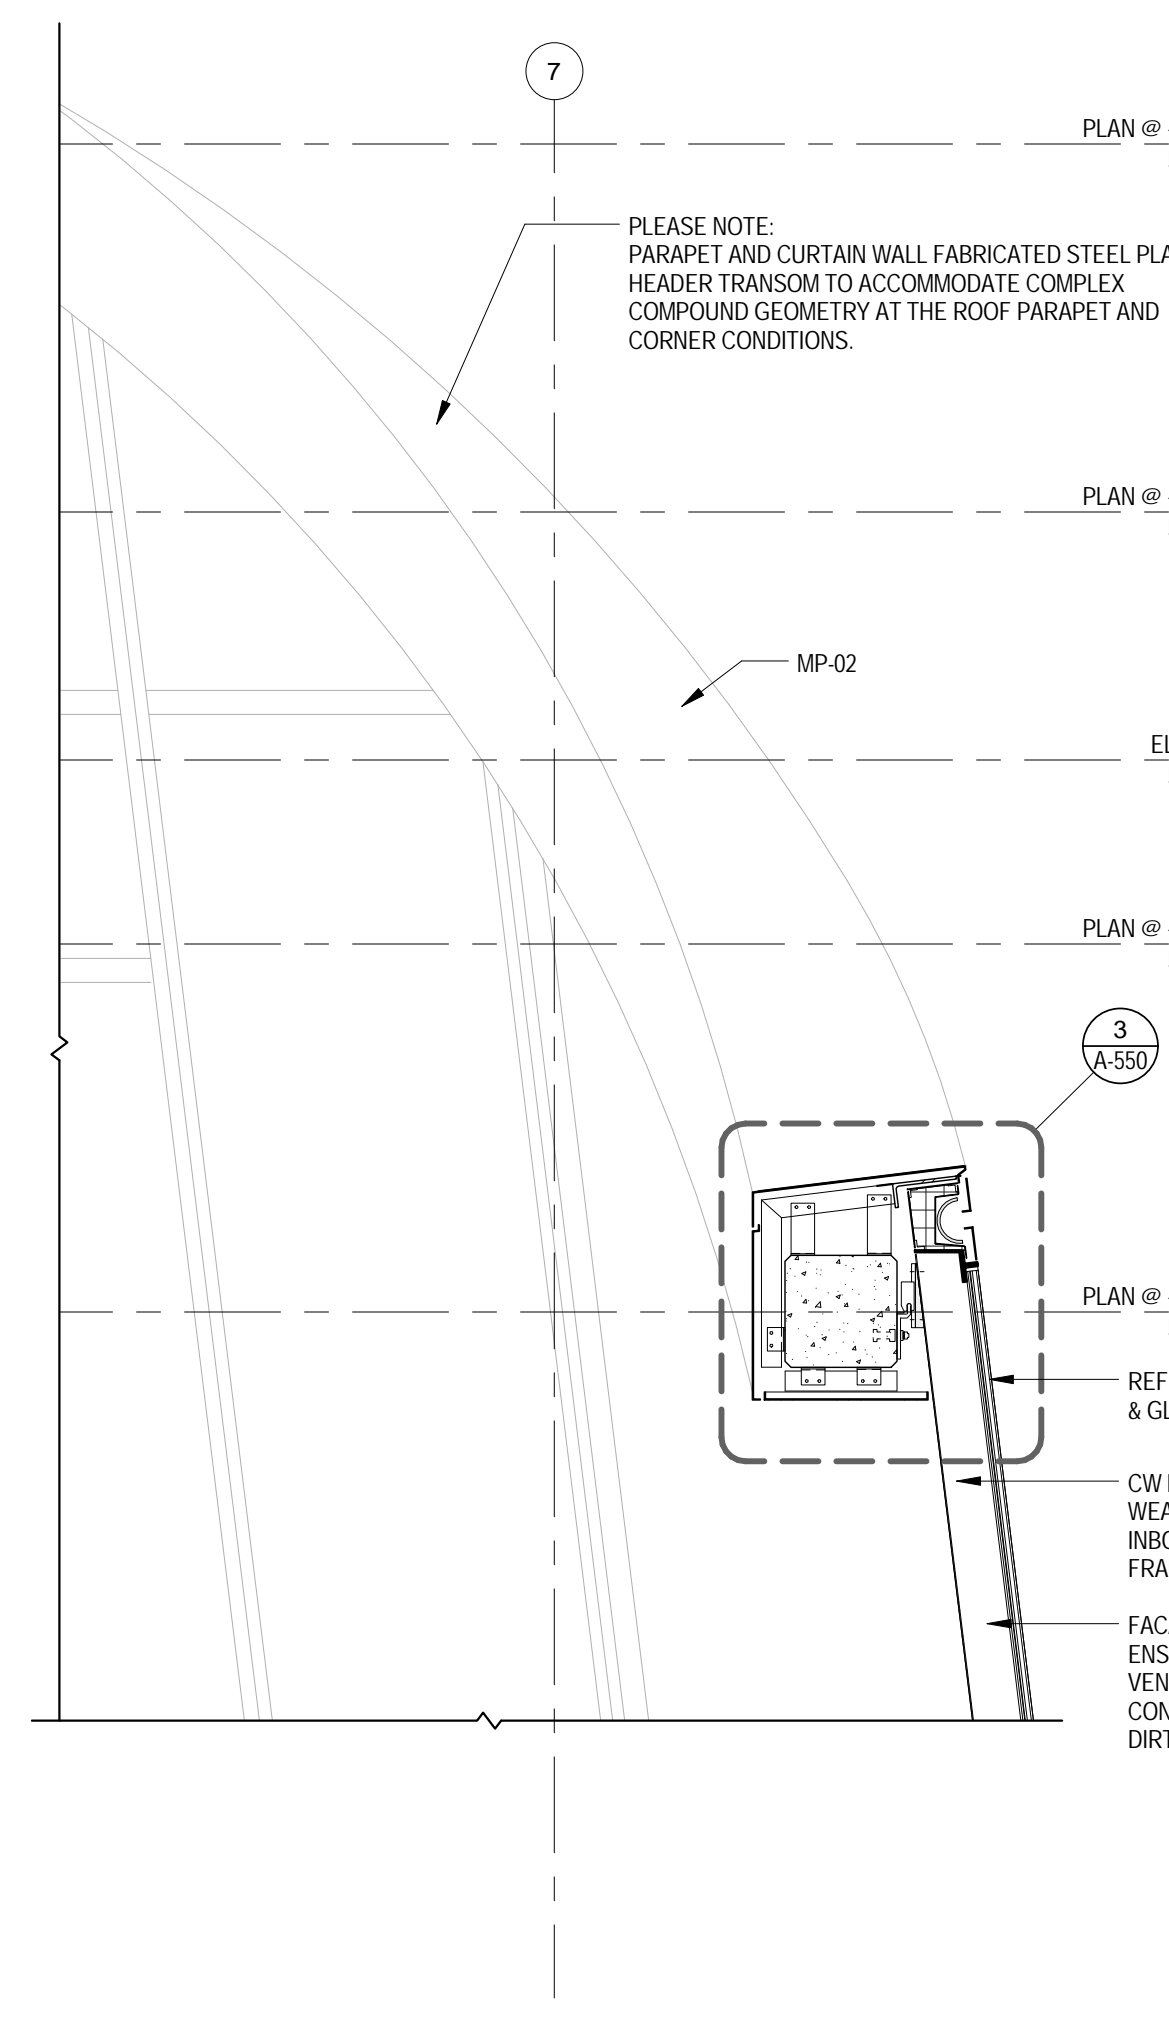 7
PLAN @
PLEASE NOTE:
PARAPET AND CURTAIN WALL FABRICATED STEEL PLA
HEADER TRANSOM TO ACCOMMODATE COMPLEX
COMPOUND GEOMETRY AT THE ROOF PARAPET AND
CORNER CONDITIONS.
PLAN @
MP-02
EL
PLAN @
3
A-550
PLAN @
REF
& GL
CW
WEA
INBO
FRA
FAC
ENS
VEN
CON
DIRT